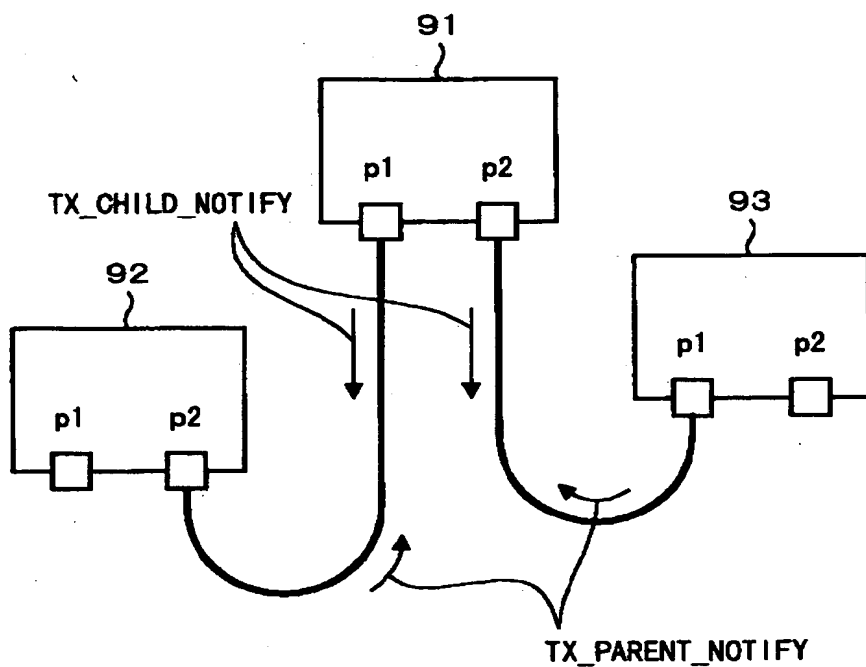 91
p1 p2
TX_CHILD_NOTIFY
93
92
p1 p2
p1 p2
TX_PARENT_NOTIFY